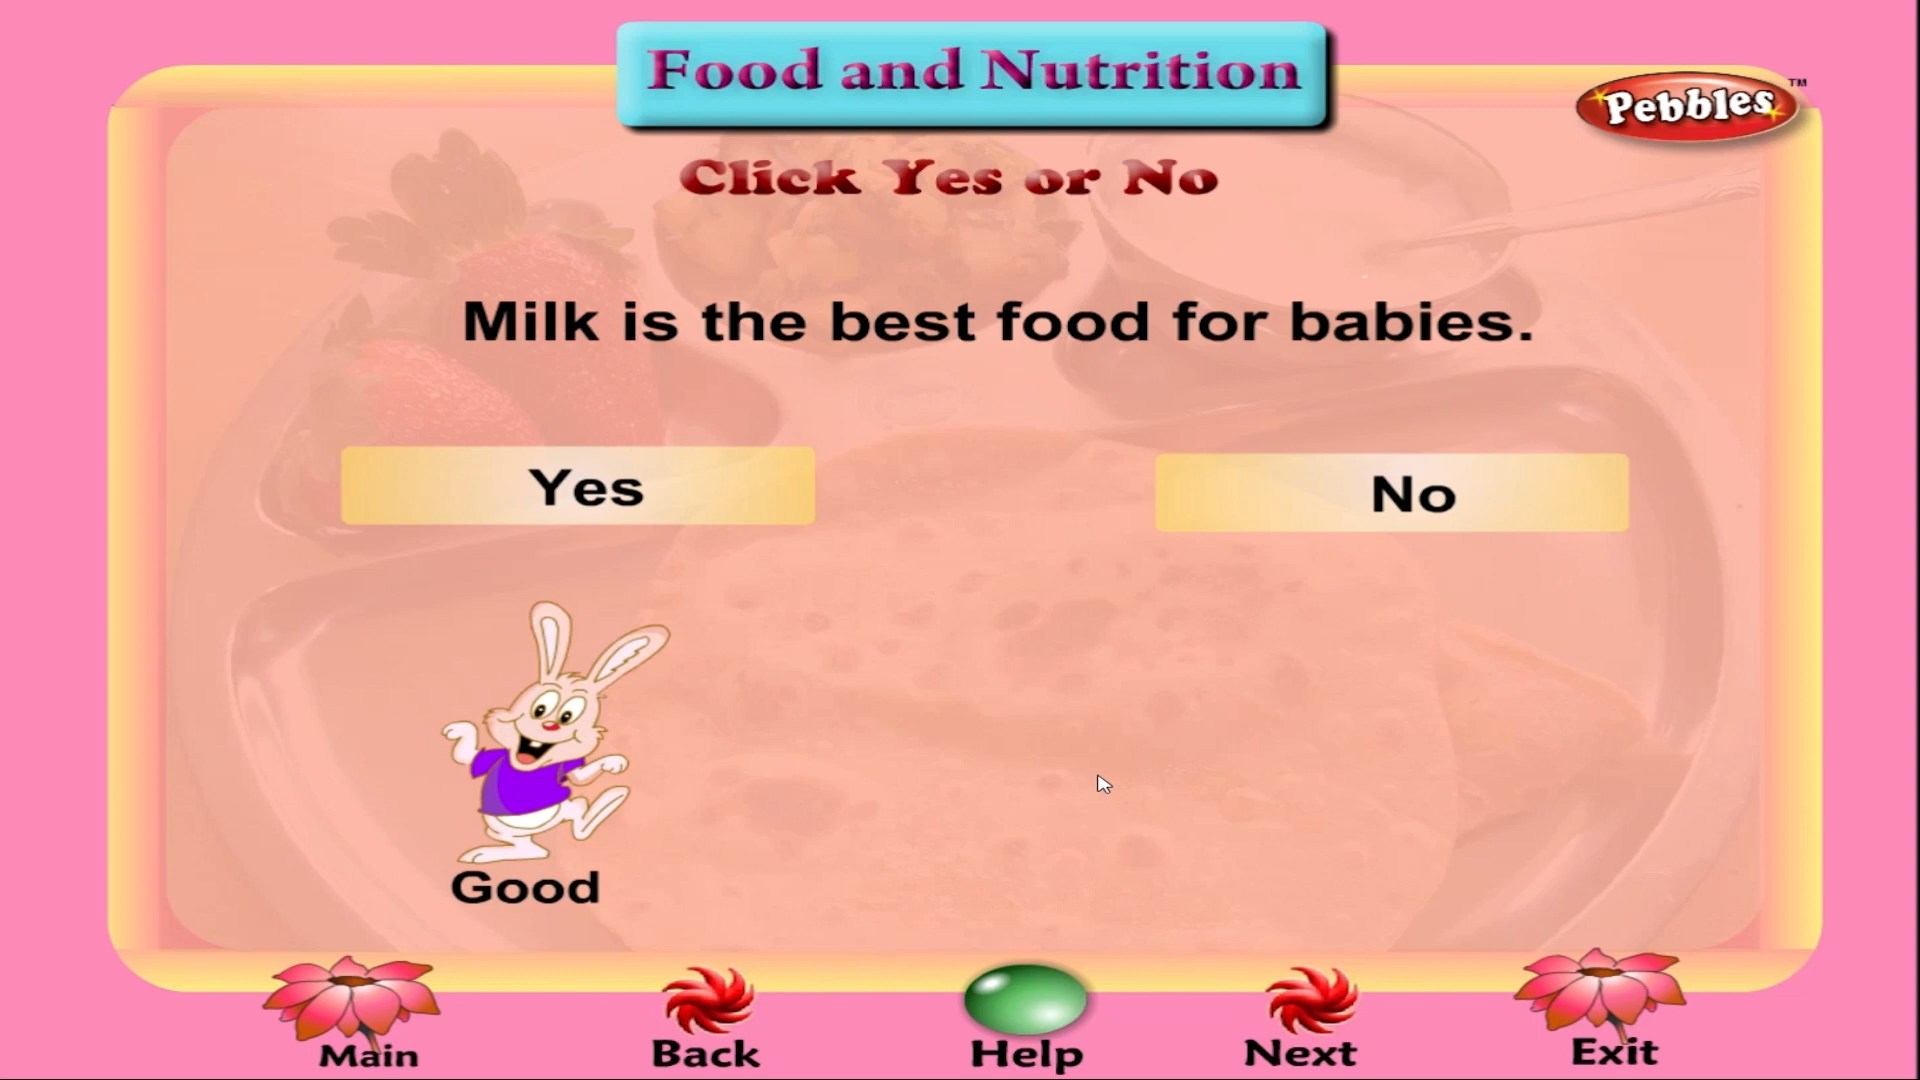 Food and Nutrition
Pebbles™
Click Yes or No
Milk is the best food for babies.
Yes
No
Good
Main
Back
Help
Next
Exit